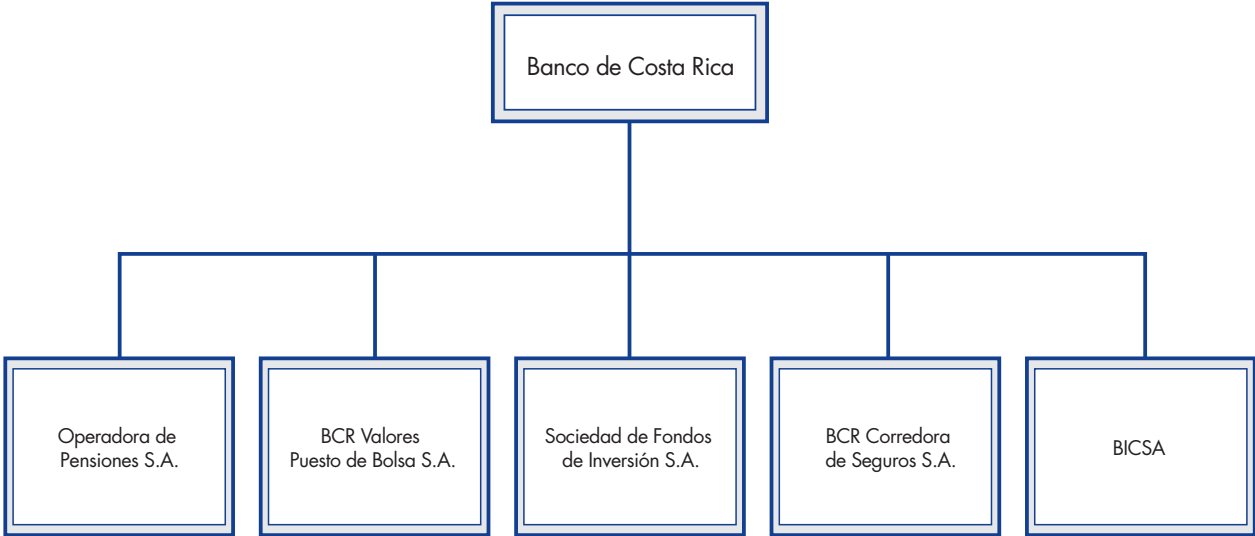 Banco de Costa Rica
Operadora de
Pensiones S.A.
BCR Valores
Puesto de Bolsa S.A.
Sociedad de Fondos
de Inversión S.A.
BCR Corredora
de Seguros S.A.
BICSA